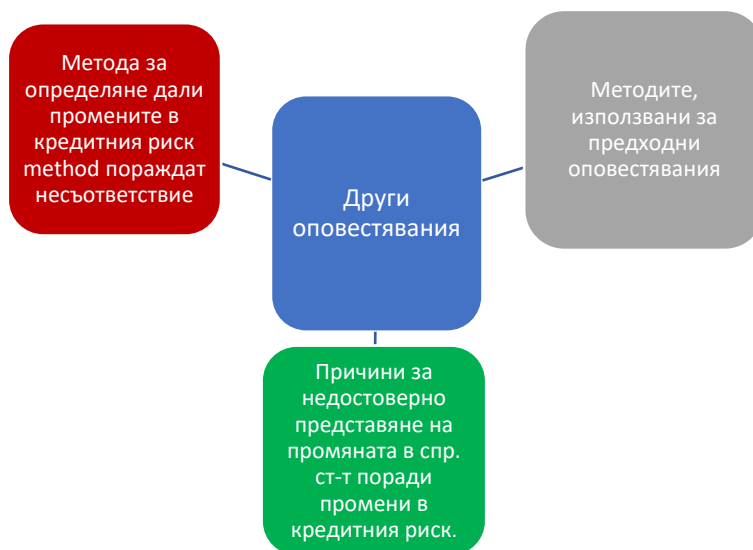 Метода за
определяне дали
промените в
кредитния риск
method пораждат
несъответствие
Други
оповестявания
Методите,
използвани за
предходни
оповестявания
Причини за
недостоверно
представяне на
промяната в спр.
ст-т поради
промени в
кредитния риск.